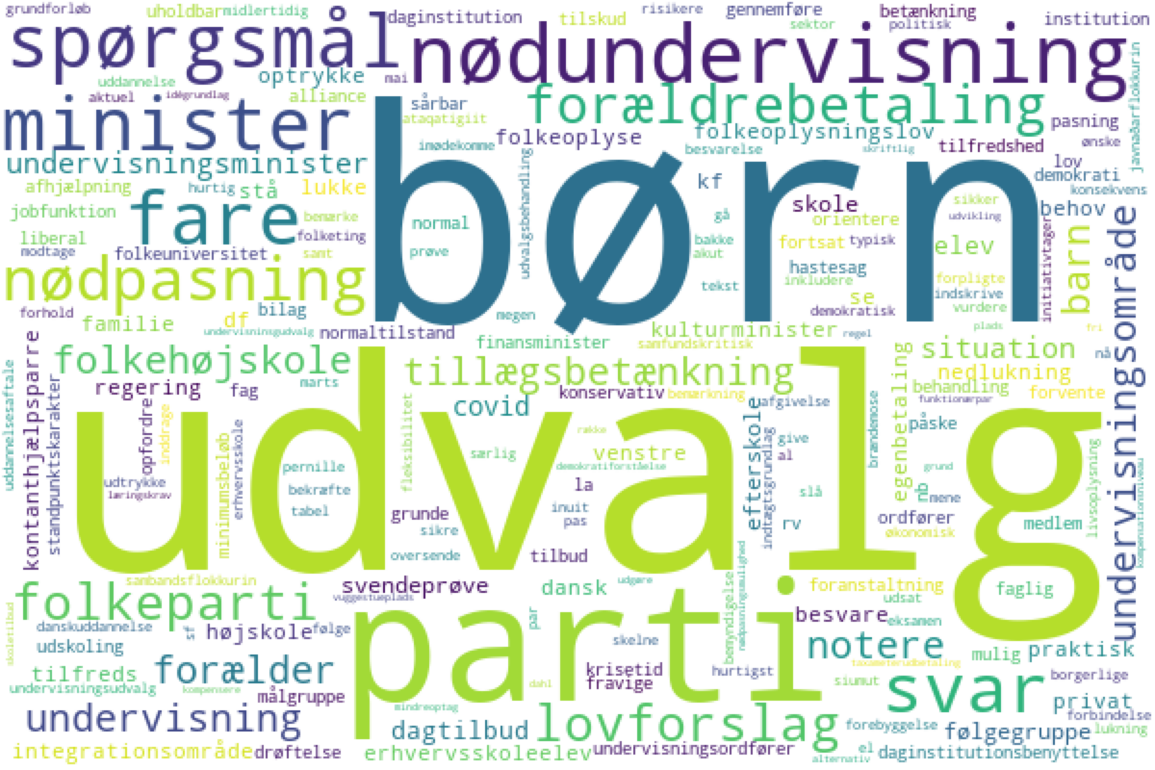 grundforløb
uholdbar
midlertidig
daginstitution
tilskud
risikere
gennemføre
betænkning
institution
sektor
politisk
spørgsmål
nødundervisning
uddannelse
optrykke
mai
aktuel
idégrundlag
alliance
sårbar
ataqatigiit
forældrebetaling
javnaðarflokkurin
minister
børn
imødekomme
folkeoplyse
folkeoplysningslov
besvarelse
skriftlig
tilfredshed
pasning
ønske
undervisningsminister
lov
demokrati
konsekvens
afhjælpning
hurtig
stå
lukke
udvalgsbehandling
kf
skole
sikker
behov
jobfunktion
fare
bemærke
normal
gå
orientere
udvikling
elev
liberal
folketing
modtage
folkeuniversitet
samt
prøve
bakke
akut
fortsat
typisk
initiativtager
barn
undervisningsområde
nødpasning
tekst
hastesag
inkludere
forpligte
indskrive
se
vurdere
forhold
bilag
megen
demokratisk
familie
df
undervisningsudvalg
normaltilstand
finansminister
kulturminister
samfundskritisk
regel
plads
fri
folkehøjskole
tillægsbetænkning
situation
nå
nedlukning
uddannelsesaftale
kontanthjælpsparre
standpunktskarakter
regering
fag
marts
konservativ
bemærkning
egenbetaling
behandling
funktionærpar
forvente
udvalg
opfordre
inddrage
covid
afgivelse
efterskole
brændemose
påske
minimumsbeløb
erhvervsskole
fleksibilitet
række
give
al
grund
pernille
særlig
venstre
demokratiforståelse
udtrykke
læringskrav
bekræfte
la
slå
nb
mene
livsoplysning
kompensationsniveau
tabel
grunde
inuit
pas
rv
indtægtsgrundlag
ordfører
medlem
sikre
økonomisk
oversende
tilbud
sambandsflokkurin
svendeprøve
dansk
udgøre
foranstaltning
faglig
folkeparti
vuggestueplads
parti
benyndigelse
nødpasningsmulighed
udsat
skoletilbud
danskuddannelse
sf
højskole
følge
par
skelne
besvare
eksamen
udskoling
notere
mulig
praktisk
tilfreds
forælder
krisetid
hurtigst
taxameterudbetaling
undervisningsudvalg
kompensere
målgruppe
dahl
fravige
siumut
svar
borgerlige
privat
mindreoptag
forbindelse
undervisning
dagtilbud
lovforslag
forebyggelse
følgegruppe
lukning
integrationsområde
drøftelse
erhvervsskoleelev
undervisningsordfører
el
alternativ
daginstitutionsbenyttelse